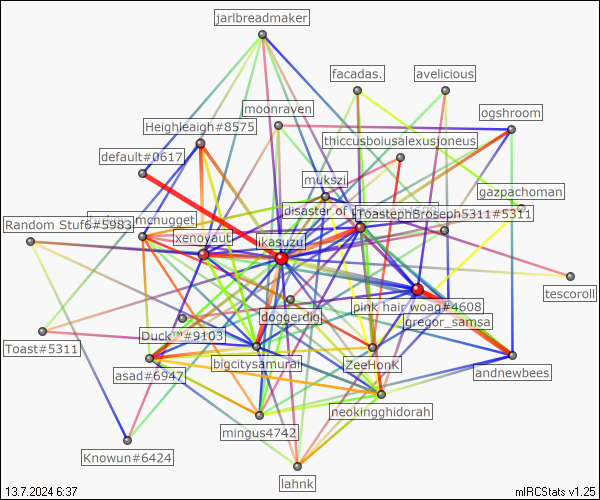 jarlbreadmaker
facadas.
avelicious
moonraven
ogshroom
Heighleaigh#8575
thiccusboiusalexusjoneus
default#0617
mukszi
gazpachoman
disaster of
Toasteph Broseph5311#5311
Random Stuf6#5983
mcnugget
xenoyaut
ikasuzu
tescoroll
doggerdig
pink hair woag#4608
gregor_samsa
Duck™#9103
Toast#5311
bigcitysamurai
ZeeHonK
andnewbees
asad#6947
neokingghidorah
mingus4742
Knowun#6424
lahnk
13.7.2024 6:37
mIRCStats v1.25